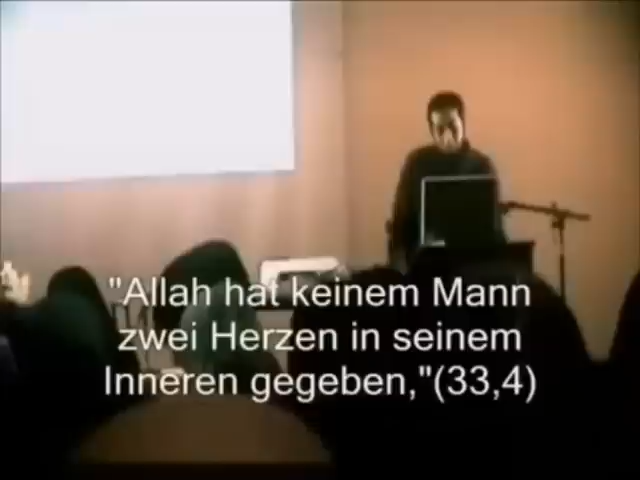 "Allah hat keinem Mann
zwei Herzen in seinem
Inneren gegeben,"(33,4)